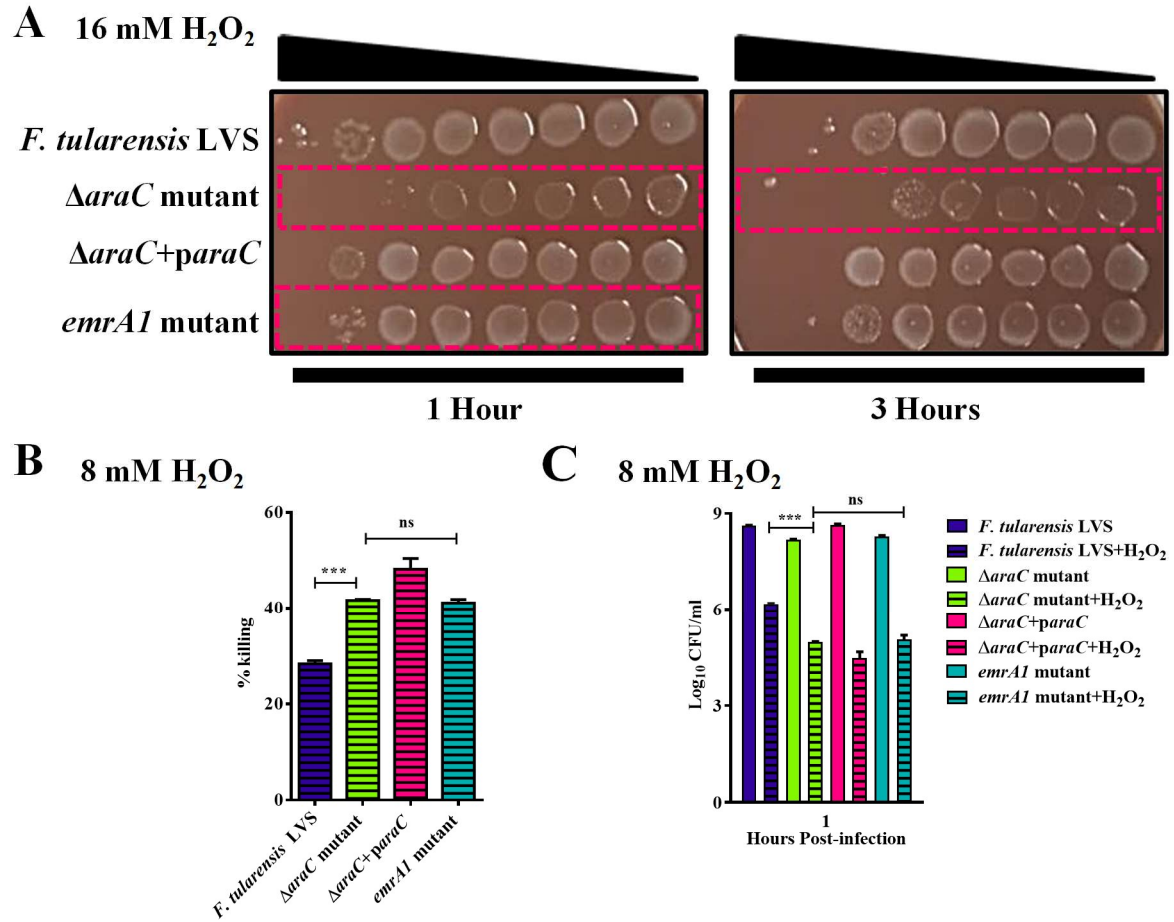 A 16 mM H₂O₂
F. tularensis LVS
ΔaraC mutant
ΔaraC+paraC
emrA1 mutant
1 Hour
3 Hours
B 8 mM H₂O₂
60
40
20
0
% killing
***
ns
F. tularensis LVS
ΔaraC mutant
ΔaraC+paraC
emrA1 mutant
C 8 mM H₂O₂
9
6
3
0
Log₁₀ CFU/ml
***
ns
1
Hours Post-infection
F. tularensis LVS
F. tularensis LVS+H₂O₂
ΔaraC mutant
ΔaraC mutant+H₂O₂
ΔaraC+paraC
ΔaraC+paraC+H₂O₂
emrA1 mutant
emrA1 mutant+H₂O₂